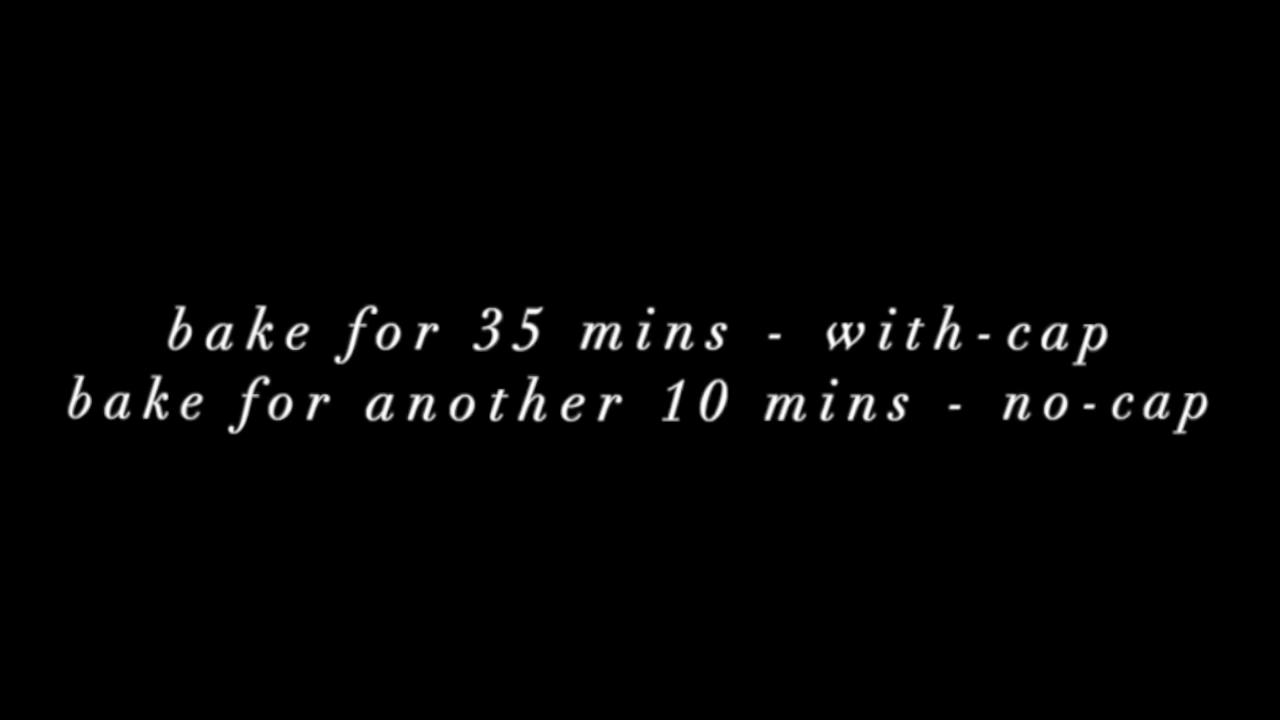 bake for 35 mins - with-cap
bake for another 10 mins - no-cap